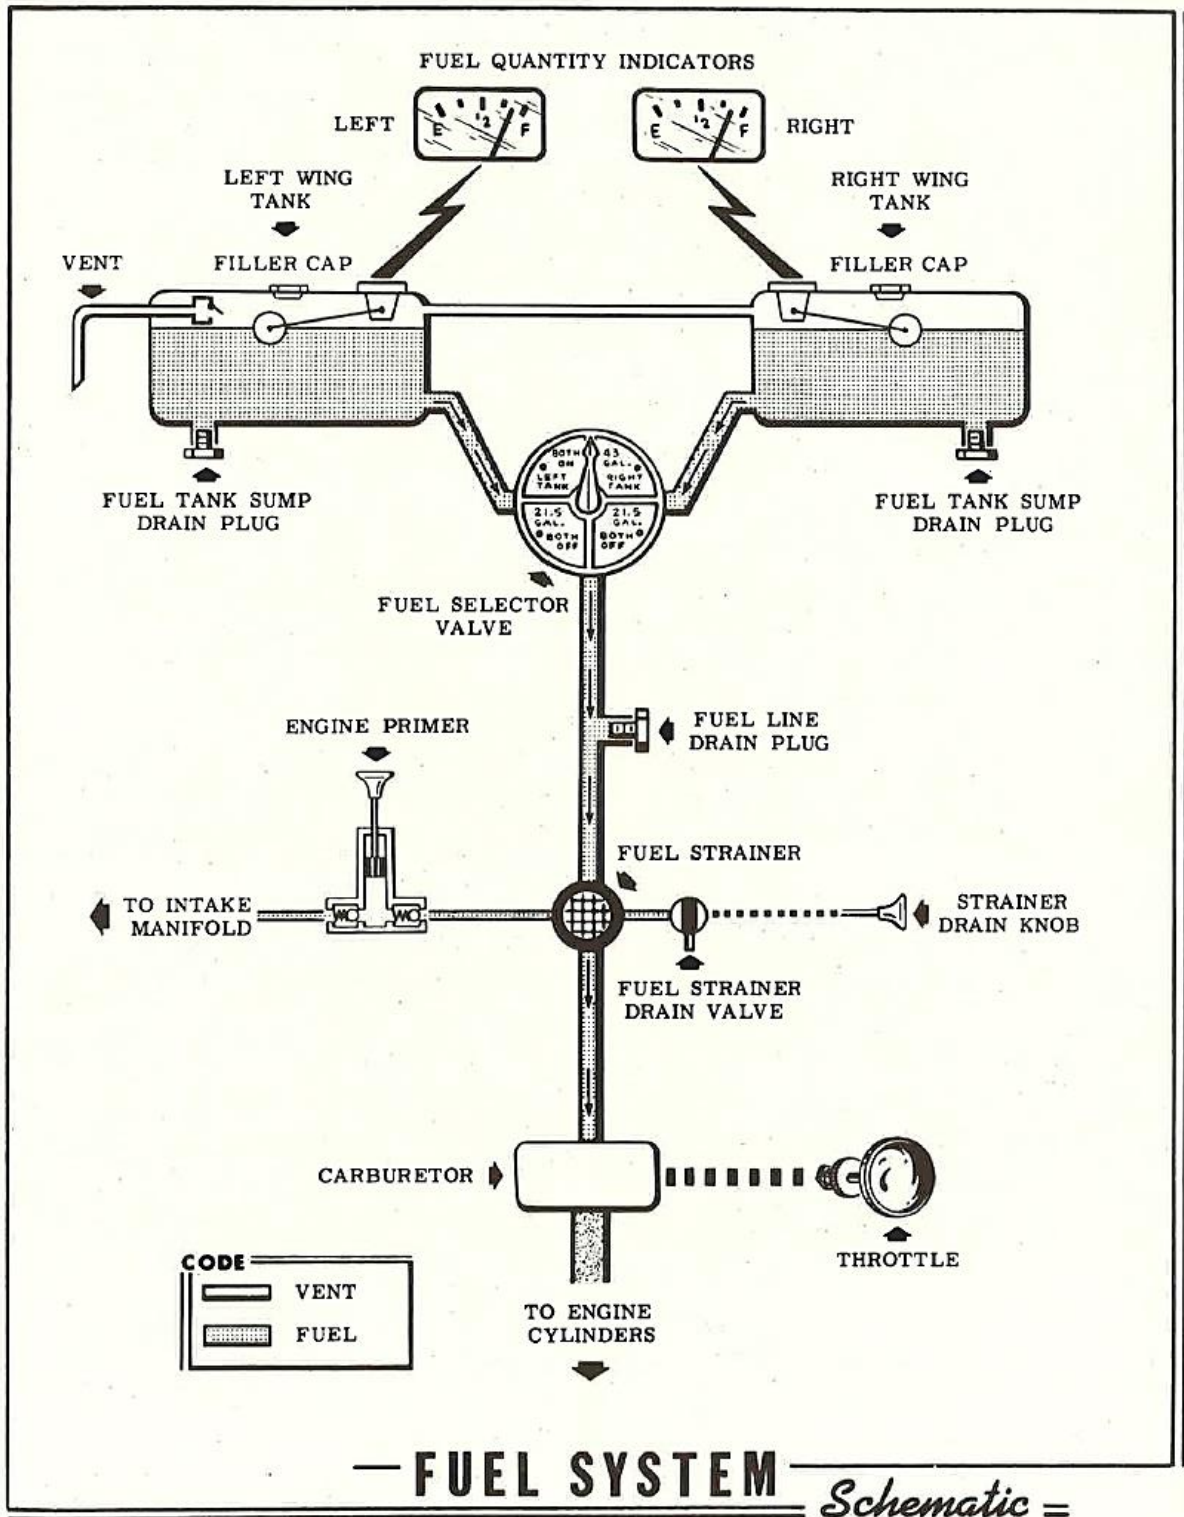 FUEL QUANTITY INDICATORS
LEFT
E
1/2
F
E
1/2
F
RIGHT
LEFT WING
TANK
RIGHT WING
TANK
VENT
FILLER CAP
FILLER CAP
BOTH
ON
43
GAL.
LEFT
TANK
RIGHT
TANK
21.5
GAL.
21.5
GAL.
BOTH
OFF
BOTH
OFF
FUEL TANK SUMP
DRAIN PLUG
FUEL TANK SUMP
DRAIN PLUG
FUEL SELECTOR
VALVE
ENGINE PRIMER
FUEL LINE
DRAIN PLUG
FUEL STRAINER
TO INTAKE
MANIFOLD
STRAINER
DRAIN KNOB
FUEL STRAINER
DRAIN VALVE
CARBURETOR
THROTTLE
CODE
VENT
FUEL
TO ENGINE
CYLINDERS
FUEL SYSTEM
Schematic